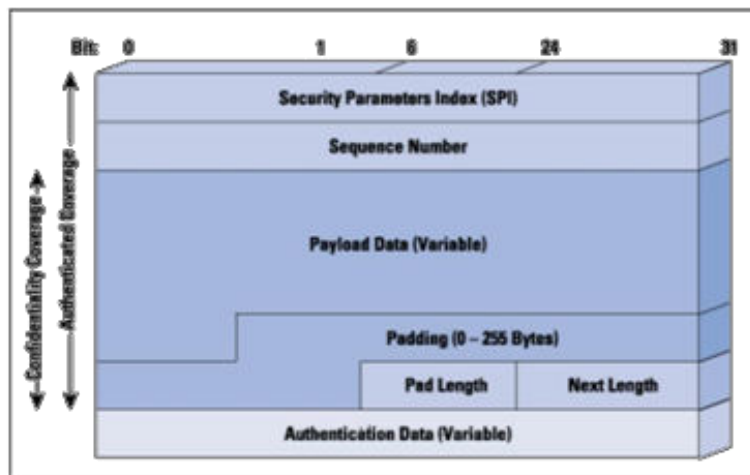 Bit: 0 1 6 24 31
Security Parameters Index (SPI)
Sequence Number
Payload Data (Variable)
Padding (0 – 255 Bytes)
Pad Length Next Length
Authentication Data (Variable)
Confidentiality Coverage
Authenticated Coverage